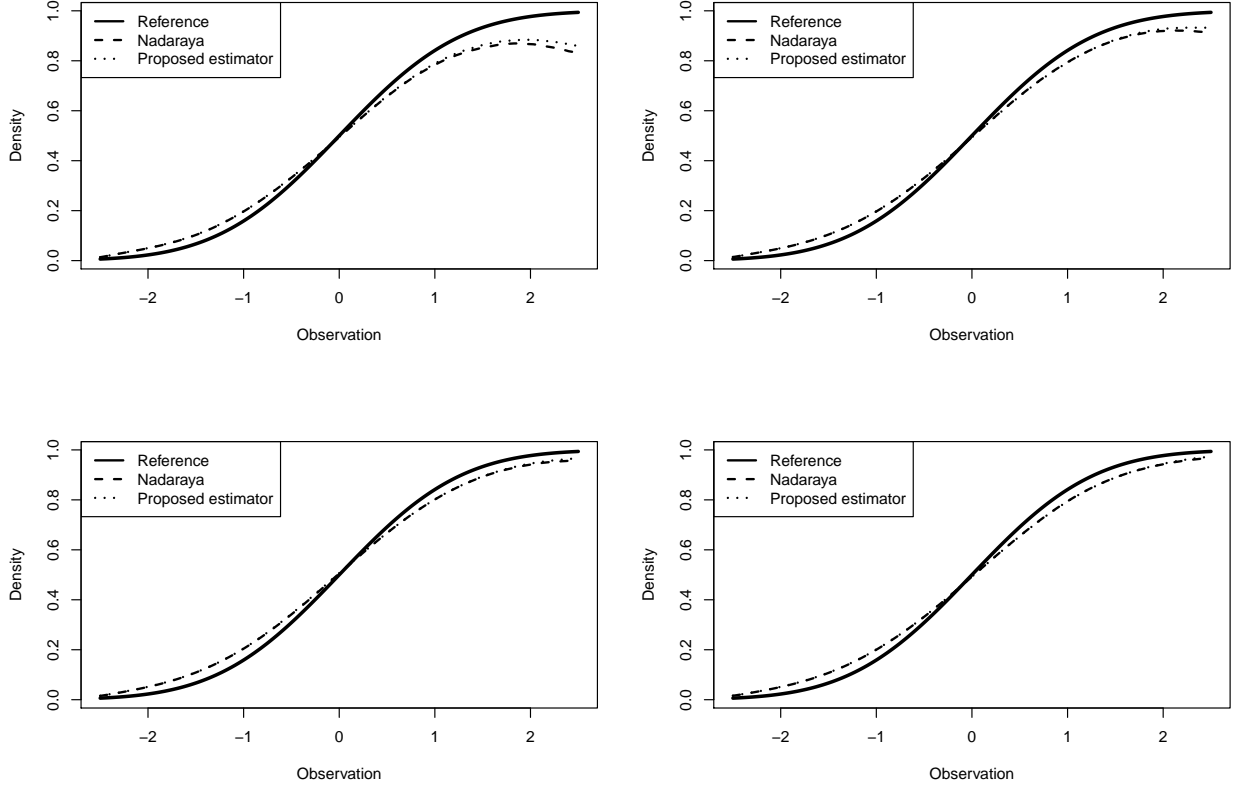 Reference
Nadaraya
Proposed estimator
Density
0.0 0.2 0.4 0.6 0.8 1.0
−2 −1 0 1 2
Observation
Reference
Nadaraya
Proposed estimator
Density
0.0 0.2 0.4 0.6 0.8 1.0
−2 −1 0 1 2
Observation
Reference
Nadaraya
Proposed estimator
Density
0.0 0.2 0.4 0.6 0.8 1.0
−2 −1 0 1 2
Observation
Reference
Nadaraya
Proposed estimator
Density
0.0 0.2 0.4 0.6 0.8 1.0
−2 −1 0 1 2
Observation